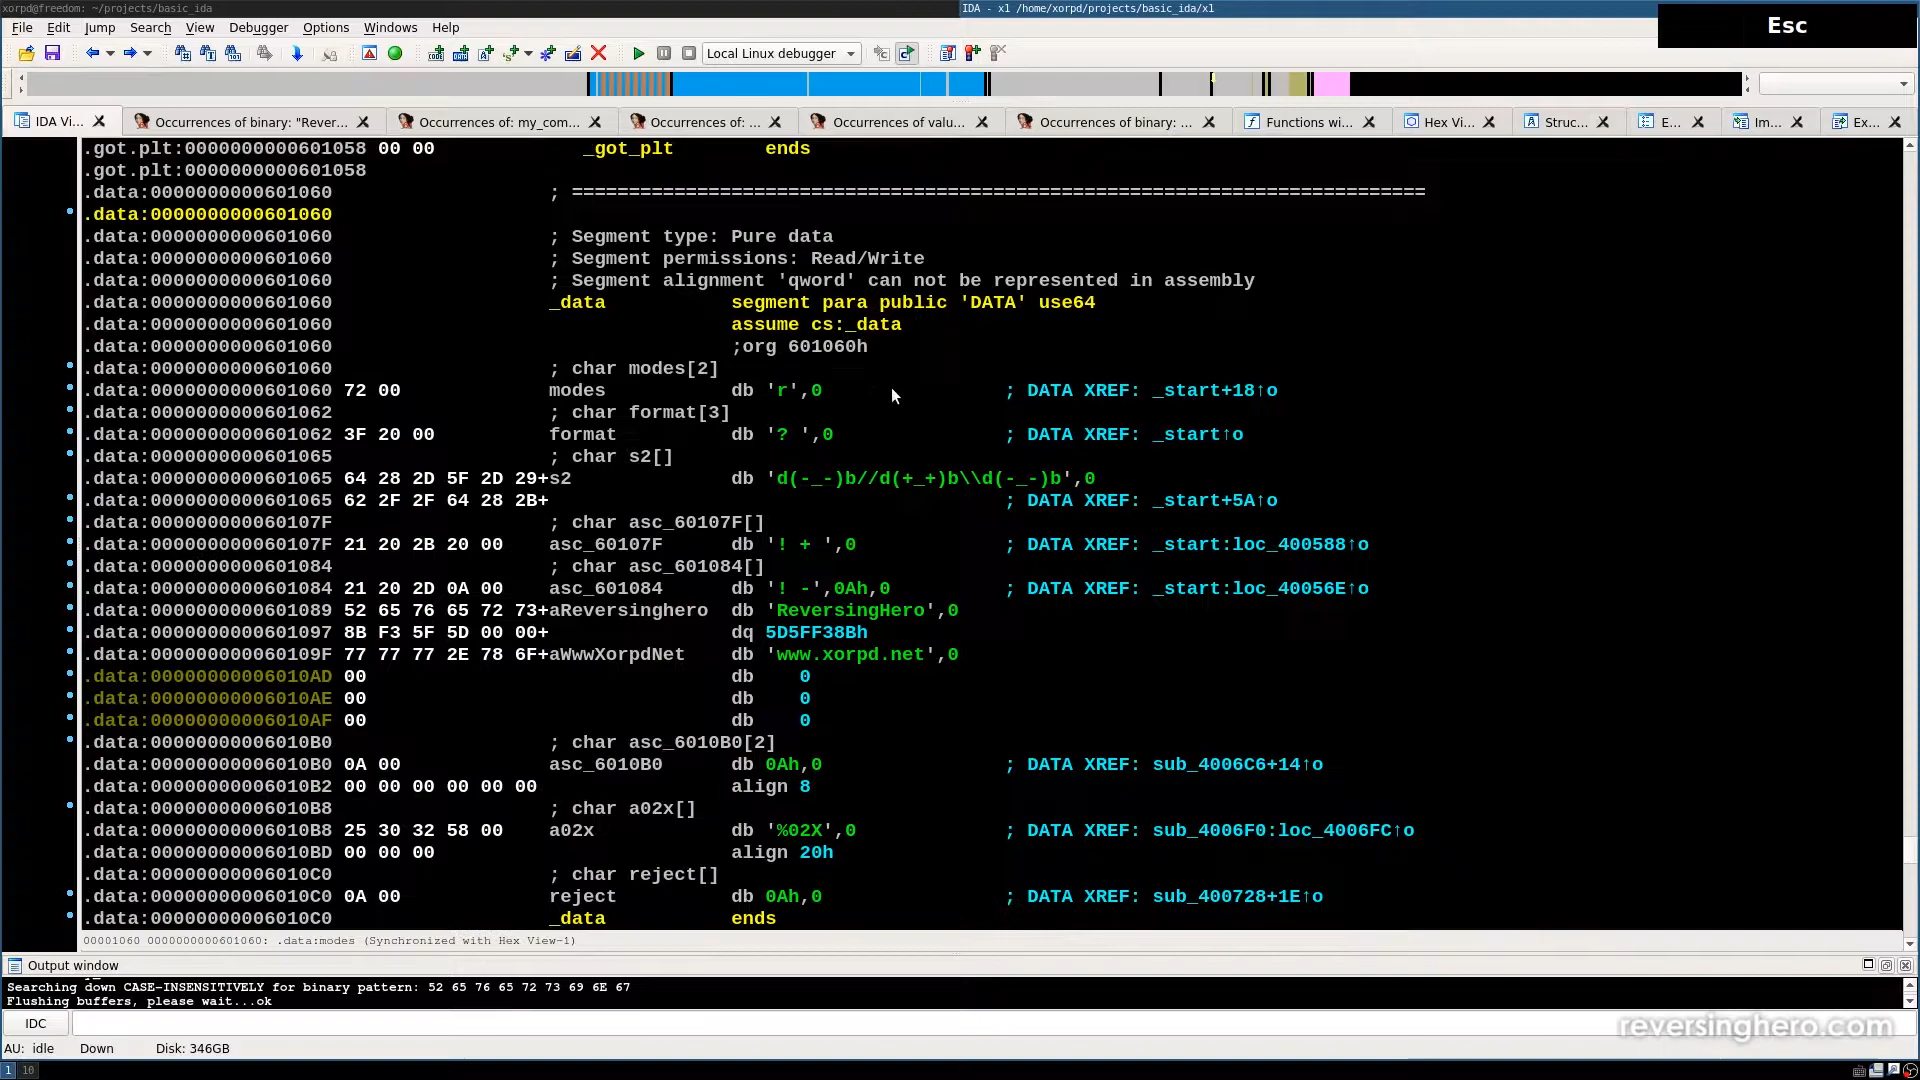 xorpd@freedom: ~/projects/basic_ida
IDA - x1 /home/xorpd/projects/basic_ida/x1
Esc
File Edit Jump Search View Debugger Options Windows Help
Local Linux debugger
IDA Vi... Occurrences of binary: "Rever... Occurrences of: my_com... Occurrences of: ... Occurrences of valu... Occurrences of binary: ... Functions wi... Hex Vi... Struc... E... Im... Ex...
.got.plt:0000000000601058 00 00 _got_plt ends
.got.plt:0000000000601058
.data:0000000000601060 ; ===========================================================================
.data:0000000000601060
.data:0000000000601060 ; Segment type: Pure data
.data:0000000000601060 ; Segment permissions: Read/Write
.data:0000000000601060 ; Segment alignment 'qword' can not be represented in assembly
.data:0000000000601060 _data segment para public 'DATA' use64
.data:0000000000601060 assume cs:_data
.data:0000000000601060 ;org 601060h
.data:0000000000601060 ; char modes[2]
.data:0000000000601060 72 00 modes db 'r',0 ; DATA XREF: _start+18↑o
.data:0000000000601062 ; char format[3]
.data:0000000000601062 3F 20 00 format db '? ',0 ; DATA XREF: _start↑o
.data:0000000000601065 ; char s2[]
.data:0000000000601065 64 28 2D 5F 2D 29+s2 db 'd(-_-)b//d(+_+)b\\d(-_-)b',0
.data:0000000000601065 62 2F 2F 64 28 2B+ ; DATA XREF: _start+5A↑o
.data:000000000060107F ; char asc_60107F[]
.data:000000000060107F 21 20 2B 20 00 asc_60107F db '! + ',0 ; DATA XREF: _start:loc_400588↑o
.data:0000000000601084 ; char asc_601084[]
.data:0000000000601084 21 20 2D 0A 00 asc_601084 db '! -',0Ah,0 ; DATA XREF: _start:loc_40056E↑o
.data:0000000000601089 52 65 76 65 72 73+aReversinghero db 'ReversingHero',0
.data:0000000000601097 8B F3 5F 5D 00 00+ dq 5D5FF38Bh
.data:000000000060109F 77 77 77 2E 78 6F+aWwwXorpdNet db 'www.xorpd.net',0
.data:00000000006010AD 00 db 0
.data:00000000006010AE 00 db 0
.data:00000000006010AF 00 db 0
.data:00000000006010B0 ; char asc_6010B0[2]
.data:00000000006010B0 0A 00 asc_6010B0 db 0Ah,0 ; DATA XREF: sub_4006C6+14↑o
.data:00000000006010B2 00 00 00 00 00 00 align 8
.data:00000000006010B8 ; char a02x[]
.data:00000000006010B8 25 30 32 58 00 a02x db '%02X',0 ; DATA XREF: sub_4006F0:loc_4006FC↑o
.data:00000000006010BD 00 00 00 align 20h
.data:00000000006010C0 ; char reject[]
.data:00000000006010C0 0A 00 reject db 0Ah,0 ; DATA XREF: sub_400728+1E↑o
.data:00000000006010C0 _data ends
00001060 0000000000601060: .data:modes (Synchronized with Hex View-1)
Output window
Searching down CASE-INSENSITIVELY for binary pattern: 52 65 76 65 72 73 69 6E 67
Flushing buffers, please wait...ok
IDC
reversinghero.com
AU: idle Down Disk: 346GB
1 10